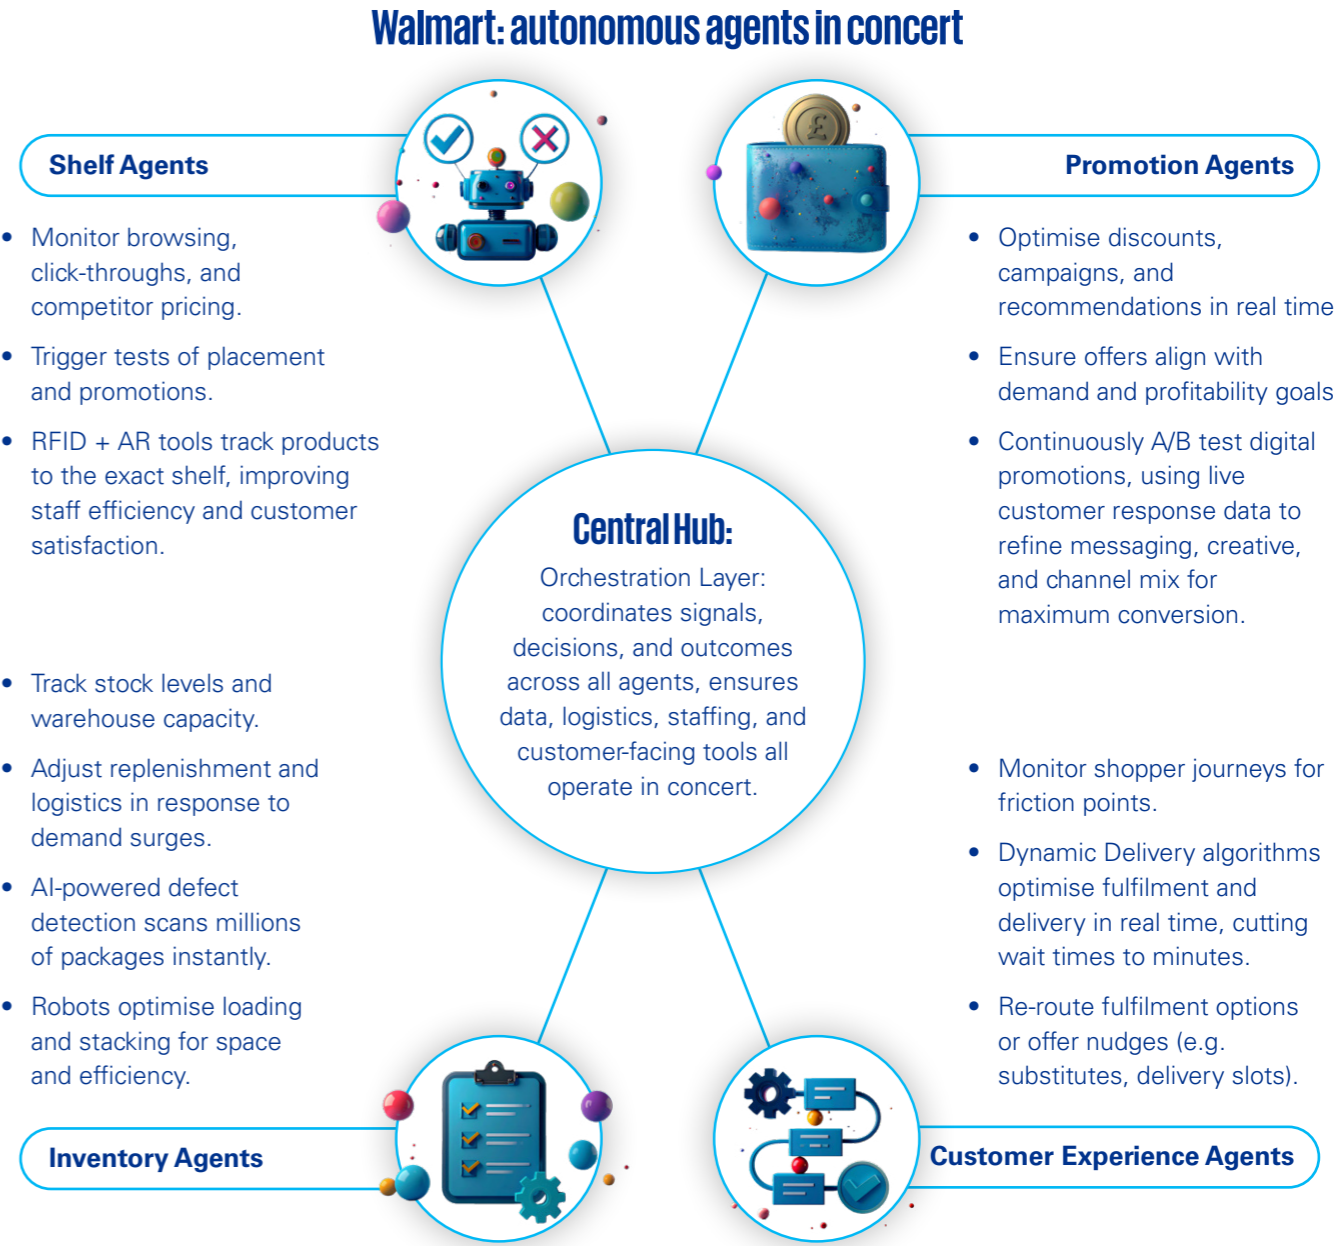 Walmart: autonomous agents in concert
Shelf Agents
• Monitor browsing,
click-throughs, and
competitor pricing.
• Trigger tests of placement
and promotions.
• RFID + AR tools track products
to the exact shelf, improving
staff efficiency and customer
satisfaction.
Promotion Agents
• Optimise discounts,
campaigns, and
recommendations in real time
• Ensure offers align with
demand and profitability goals
• Continuously A/B test digital
promotions, using live
customer response data to
refine messaging, creative,
and channel mix for
maximum conversion.
£
Central Hub:
Orchestration Layer:
coordinates signals,
decisions, and outcomes
across all agents, ensures
data, logistics, staffing, and
customer-facing tools all
operate in concert.
• Track stock levels and
warehouse capacity.
• Adjust replenishment and
logistics in response to
demand surges.
• AI-powered defect
detection scans millions
of packages instantly.
• Robots optimise loading
and stacking for space
and efficiency.
Inventory Agents
• Monitor shopper journeys for
friction points.
• Dynamic Delivery algorithms
optimise fulfilment and
delivery in real time, cutting
wait times to minutes.
• Re-route fulfilment options
or offer nudges (e.g.
substitutes, delivery slots).
Customer Experience Agents